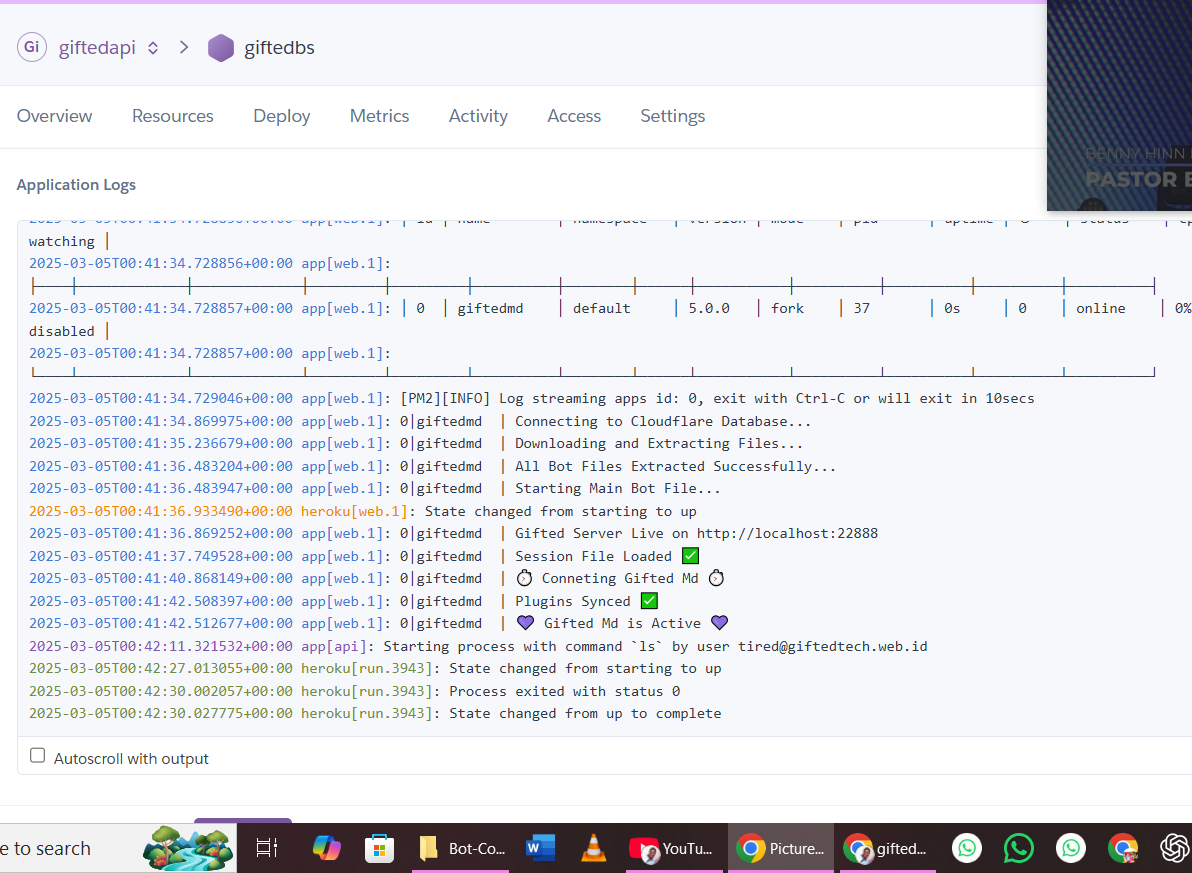 Gi giftedapi > giftedbs
Overview Resources Deploy Metrics Activity Access Settings
BENNY HINN
PASTOR
Application Logs
watching |
2025-03-05T00:41:34.728856+00:00 app[web.1]:
2025-03-05T00:41:34.728857+00:00 app[web.1]: | 0 | giftedmd | default | 5.0.0 | fork | 37 | 0s | 0 | online | 0%
disabled |
2025-03-05T00:41:34.728857+00:00 app[web.1]:
2025-03-05T00:41:34.729046+00:00 app[web.1]: [PM2][INFO] Log streaming apps id: 0, exit with Ctrl-C or will exit in 10secs
2025-03-05T00:41:34.869975+00:00 app[web.1]: 0|giftedmd | Connecting to Cloudflare Database...
2025-03-05T00:41:35.236679+00:00 app[web.1]: 0|giftedmd | Downloading and Extracting Files...
2025-03-05T00:41:36.483204+00:00 app[web.1]: 0|giftedmd | All Bot Files Extracted Successfully...
2025-03-05T00:41:36.483947+00:00 app[web.1]: 0|giftedmd | Starting Main Bot File...
2025-03-05T00:41:36.933490+00:00 heroku[web.1]: State changed from starting to up
2025-03-05T00:41:36.869252+00:00 app[web.1]: 0|giftedmd | Gifted Server Live on http://localhost:22888
2025-03-05T00:41:37.749528+00:00 app[web.1]: 0|giftedmd | Session File Loaded ✅
2025-03-05T00:41:40.868149+00:00 app[web.1]: 0|giftedmd | ⏱ Conneting Gifted Md ⏱
2025-03-05T00:41:42.508397+00:00 app[web.1]: 0|giftedmd | Plugins Synced ✅
2025-03-05T00:41:42.512677+00:00 app[web.1]: 0|giftedmd | 💜 Gifted Md is Active 💜
2025-03-05T00:42:11.321532+00:00 app[api]: Starting process with command `ls` by user tired@giftedtech.web.id
2025-03-05T00:42:27.013055+00:00 heroku[run.3943]: State changed from starting to up
2025-03-05T00:42:30.002057+00:00 heroku[run.3943]: Process exited with status 0
2025-03-05T00:42:30.027775+00:00 heroku[run.3943]: State changed from up to complete
Autoscroll with output
e to search Bot-Co... W YouTu... Picture... gifted...